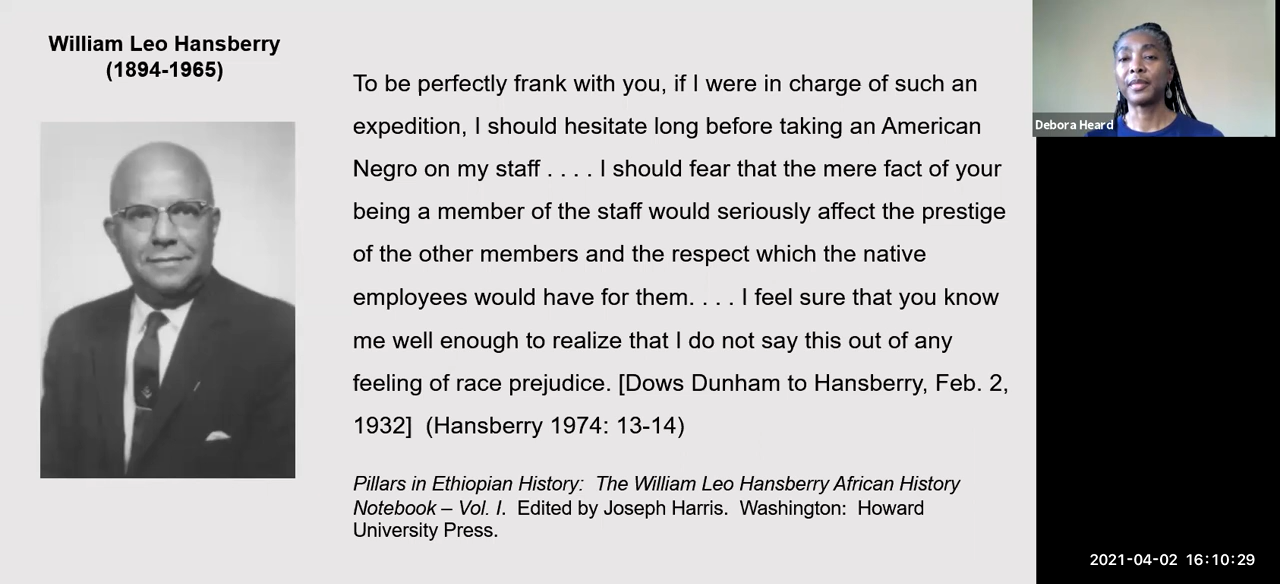 William Leo Hansberry
(1894-1965)
To be perfectly frank with you, if I were in charge of such an
expedition, I should hesitate long before taking an American
Negro on my staff . . . . I should fear that the mere fact of your
being a member of the staff would seriously affect the prestige
of the other members and the respect which the native
employees would have for them. . . . I feel sure that you know
me well enough to realize that I do not say this out of any
feeling of race prejudice. [Dows Dunham to Hansberry, Feb. 2,
1932]  (Hansberry 1974: 13-14)
Pillars in Ethiopian History:  The William Leo Hansberry African History
Notebook – Vol. I.  Edited by Joseph Harris.  Washington:  Howard
University Press.
Debora Heard
2021-04-02  16:10:29